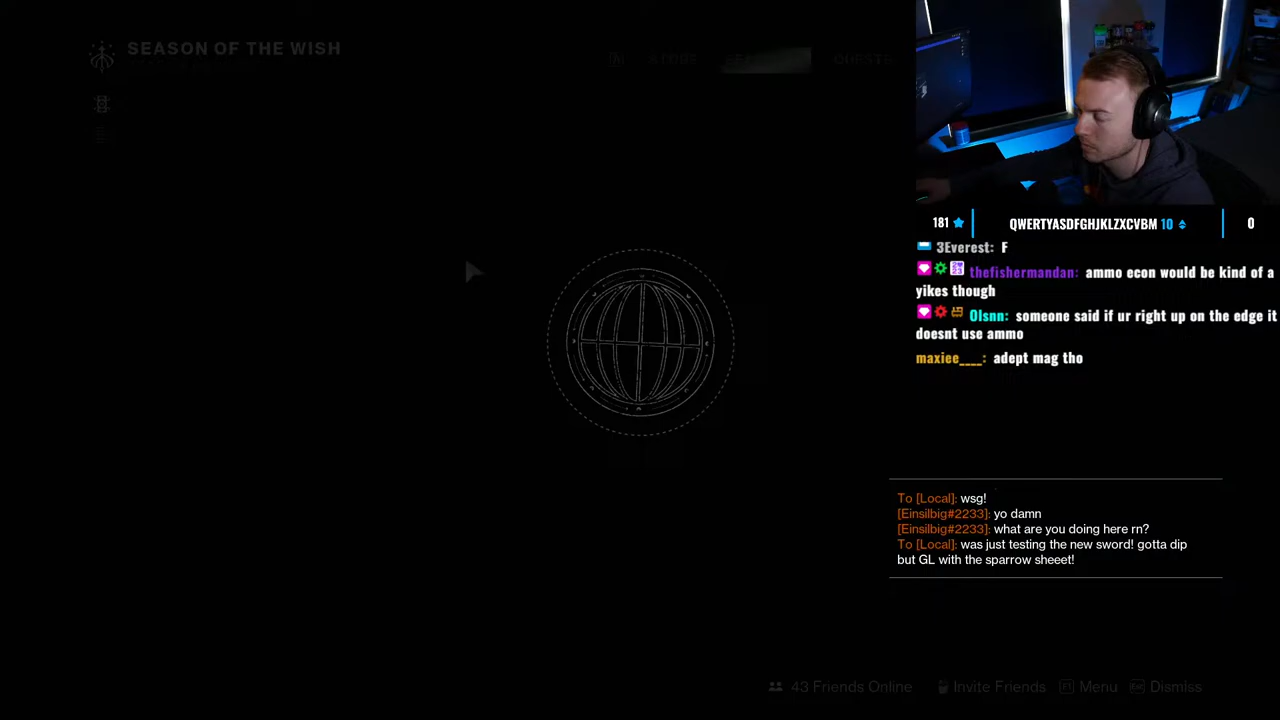 SEASON OF THE WISH
QUESTS
181
QWERTYASDFGHJKLZXCVBM 10
0
3Everest: F
thefishermandan: ammo econ would be kind of a
yikes though
Olsnn: someone said if ur right up on the edge it
doesnt use ammo
maxiee____: adept mag tho
To [Local]: wsg!
[Einsilbig#2233]: yo damn
[Einsilbig#2233]: what are you doing here rn?
To [Local]: was just testing the new sword! gotta dip
but GL with the sparrow sheeet!
43 Friends Online
Invite Friends
F1 Menu
Dismiss